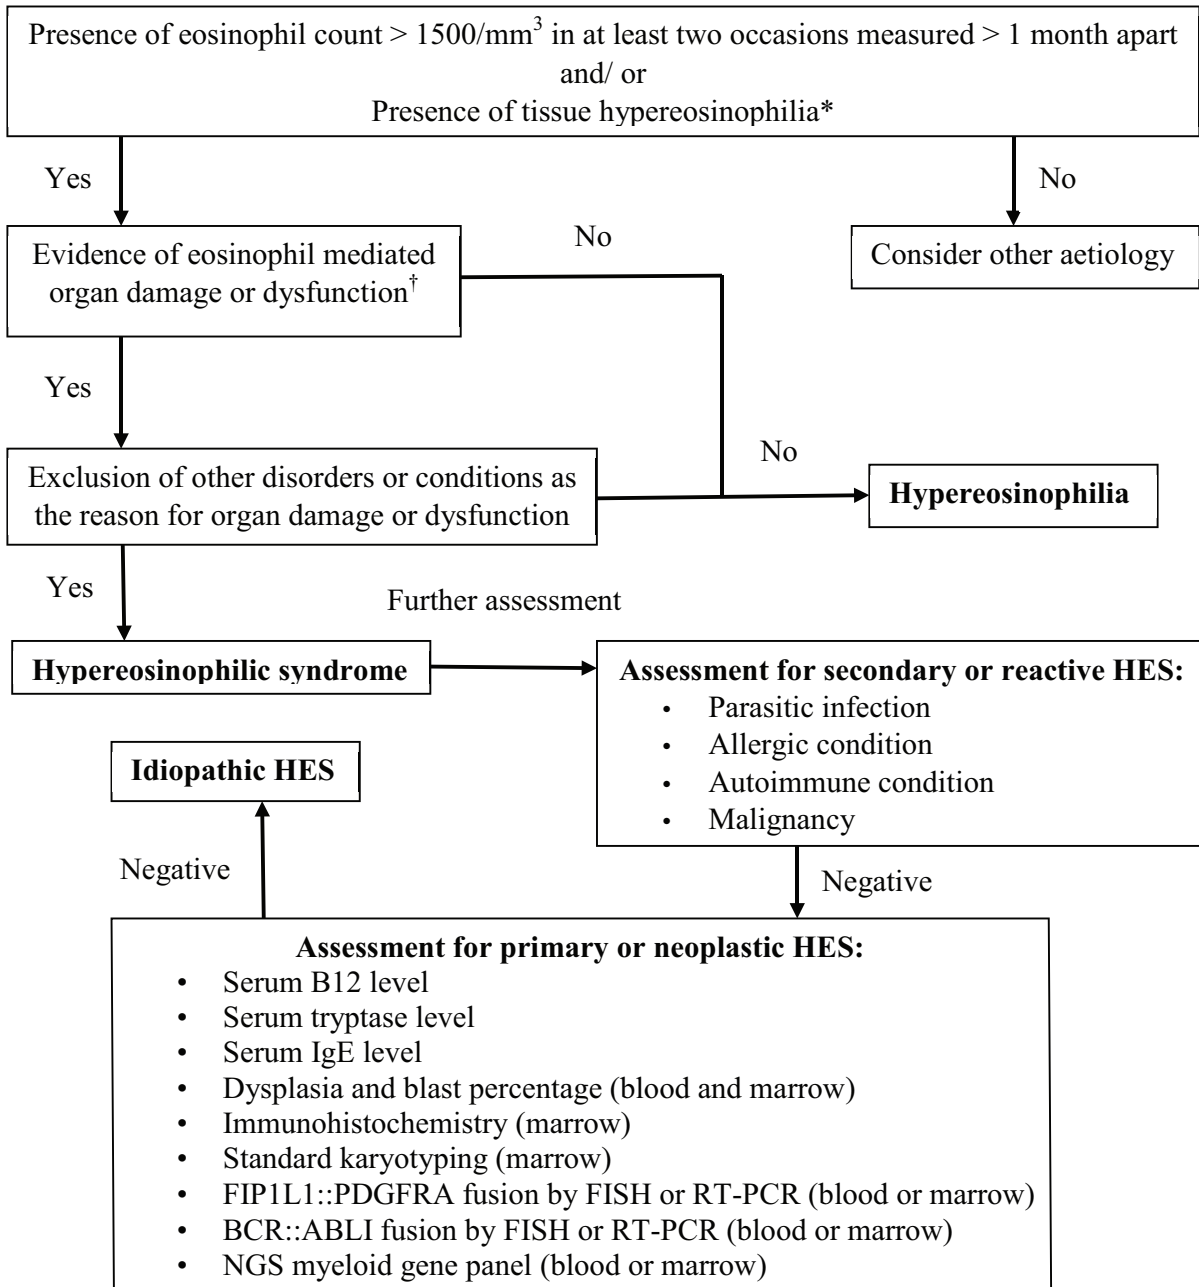 Presence of eosinophil count > 1500/mm³ in at least two occasions measured > 1 month apart
and/ or
Presence of tissue hypereosinophilia*
Yes
No
Evidence of eosinophil mediated
organ damage or dysfunction†
No
Consider other aetiology
Yes
Exclusion of other disorders or conditions as
the reason for organ damage or dysfunction
No
Hypereosinophilia
Yes
Further assessment
Hypereosinophilic syndrome
Assessment for secondary or reactive HES:
• Parasitic infection
• Allergic condition
• Autoimmune condition
• Malignancy
Idiopathic HES
Negative
Negative
Assessment for primary or neoplastic HES:
• Serum B12 level
• Serum tryptase level
• Serum IgE level
• Dysplasia and blast percentage (blood and marrow)
• Immunohistochemistry (marrow)
• Standard karyotyping (marrow)
• FIP1L1::PDGFRA fusion by FISH or RT-PCR (blood or marrow)
• BCR::ABLI fusion by FISH or RT-PCR (blood or marrow)
• NGS myeloid gene panel (blood or marrow)